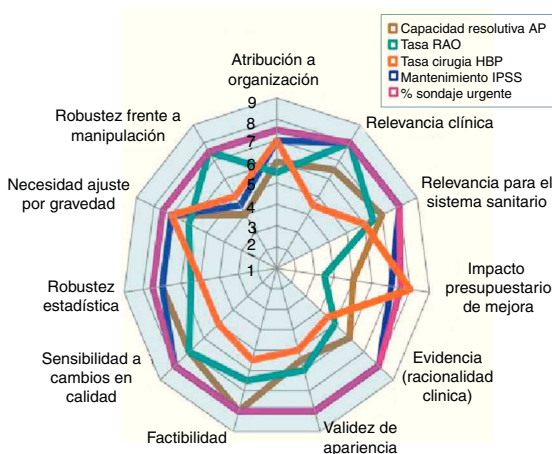 Capacidad resolutiva AP
Tasa RAO
Tasa cirugia HBP
Mantenimiento IPSS
% sondaje urgente
Atribución a
organización
Relevancia clínica
Relevancia para el
sistema sanitario
Impacto
presupuestario
de mejora
Evidencia
(racionalidad
clinica)
Validez de
apariencia
Factibilidad
Sensibilidad a
cambios en
calidad
Robustez
estadística
Necesidad ajuste
por gravedad
Robustez frente a
manipulación
9
8
7
6
5
4
3
2
1